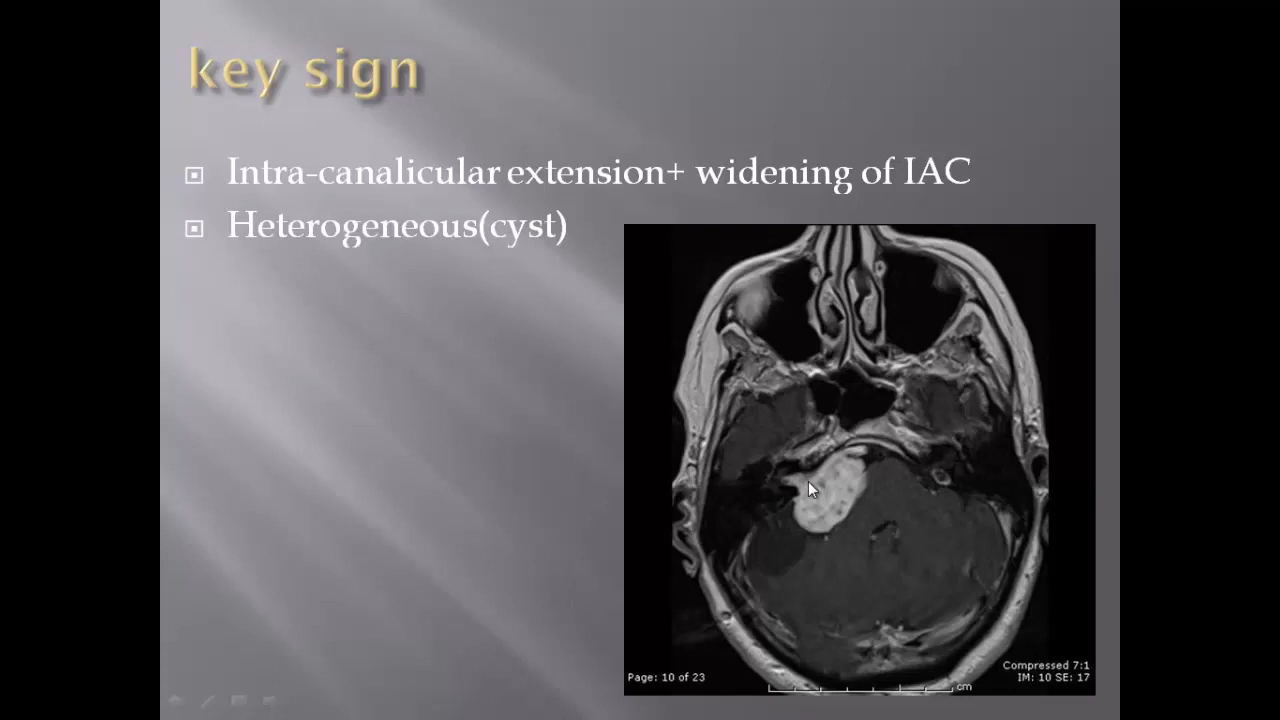 key sign
Intra-canalicular extension+ widening of IAC
Heterogeneous(cyst)
Compressed 7:1
Page: 10 of 23
IM: 10 SE: 17
cm